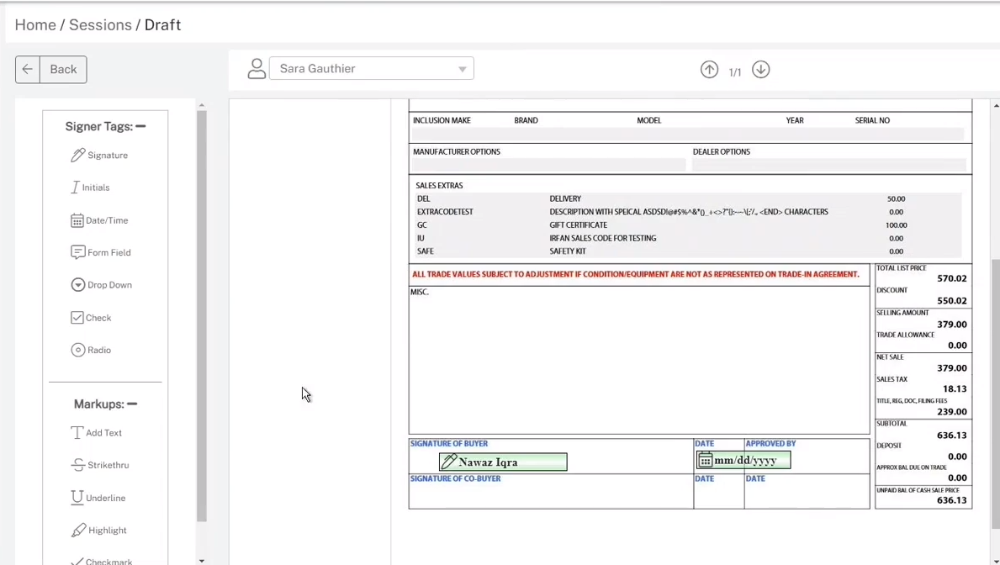 Home / Sessions / Draft
Back
Sara Gauthier
1/1
Signer Tags:
Signature
Initials
Date/Time
Form Field
Drop Down
Check
Radio
Markups:
Add Text
Strikethru
Underline
Highlight
Checkmark
INCLUSION MAKE BRAND MODEL YEAR SERIAL NO
MANUFACTURER OPTIONS DEALER OPTIONS
SALES EXTRAS
DEL DELIVERY 50.00
EXTRACODETEST DESCRIPTION WITH SPEICAL <END> CHARACTERS 0.00
GC GIFT CERTIFICATE 100.00
IU IRFAN SALES CODE FOR TESTING 0.00
SAFE SAFETY KIT 0.00
ALL TRADE VALUES SUBJECT TO ADJUSTMENT IF CONDITION/EQUIPMENT ARE NOT AS REPRESENTED ON TRADE-IN AGREEMENT.
MISC.
TOTAL LIST PRICE
570.02
DISCOUNT
550.02
SELLING AMOUNT
379.00
TRADE ALLOWANCE
0.00
NET SALE
379.00
SALES TAX
18.13
TITLE, REG, DOC, FILING FEES
239.00
SUBTOTAL
636.13
DEPOSIT
0.00
APPROX BAL DUE ON TRADE
0.00
UNPAID BAL OF CASH SALE PRICE
636.13
SIGNATURE OF BUYER DATE APPROVED BY
Nawaz Iqra mm/dd/yyyy
SIGNATURE OF CO-BUYER DATE DATE